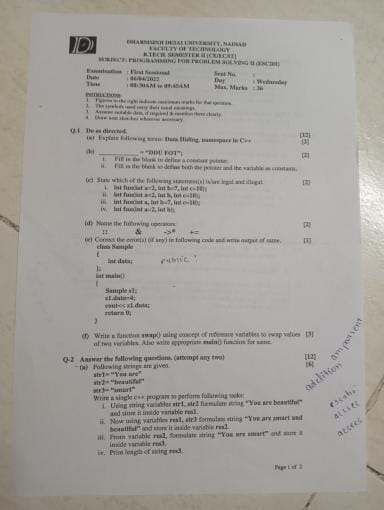 DHARMSINH DESAI UNIVERSITY, NADIAD
FACULTY OF TECHNOLOGY
B.TECH. SEMESTER II [CE/EC/IT]
SUBJECT: PROGRAMMING FOR PROBLEM SOLVING II (ESC201)
Examination : First Sessional Seat No. :
Date : 06/04/2022 Day : Wednesday
Time : 08:30AM to 09:45AM Max. Marks : 36
INSTRUCTIONS:
1. Figures to the right indicate maximum marks for that question.
2. The symbols used carry their usual meanings.
3. Assume suitable data, if required & mention them clearly.
4. Draw neat sketches wherever necessary.
Q.1 Do as directed. [12]
(a) Explain following terms: Data Hiding, namespace in C++ [2]
(b) ____________ = "DDU FOT"; [2]
i. Fill in the blank to define a constant pointer.
ii. Fill in the blank to define both the pointer and the variable as constants.
(c) State which of the following statement(s) is/are legal and illegal. [2]
i. int fun(int a=2, int b=7, int c=10);
ii. int fun(int a=2, int b, int c=10);
iii. int fun(int a, int b=7, int c=10);
iv. int fun(int a=2, int b);
(d) Name the following operators: [2]
:: & ->* +=
(e) Correct the error(s) (if any) in following code and write output of same. [1]
class Sample
{
int data; public :
};
int main()
{
Sample s1;
s1.data=4;
cout<< s1.data;
return 0;
}
(f) Write a function swap() using concept of reference variables to swap values [3]
of two variables. Also write appropriate main() function for same.
Q-2 Answer the following questions. (attempt any two) [12]
(a) Following strings are given. [6]
str1= "You are"
str2= "beautiful"
str3= "smart"
Write a single c++ program to perform following tasks:
i. Using string variables str1, str2 formulate string "You are beautiful"
and store it inside variable res1.
ii. Now using variables res1, str3 formulate string "You are smart and
beautiful" and store it inside variable res2.
iii. From variable res2, formulate string "You are smart" and store it
inside variable res3.
iv. Print length of string res3.
Page 1 of 2